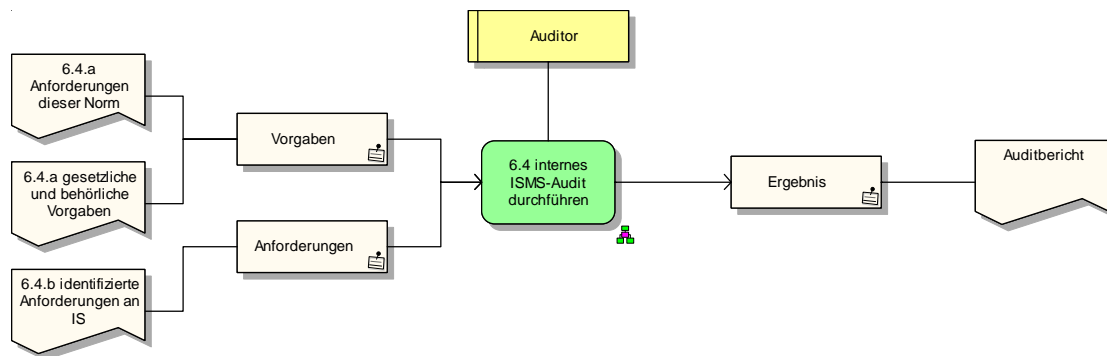 Auditor
6.4.a
Anforderungen
dieser Norm
Vorgaben
6.4 internes
ISMS-Audit
durchführen
Auditbericht
6.4.a gesetzliche
und behörliche
Vorgaben
Ergebnis
Anforderungen
6.4.b identifizierte
Anforderungen an
IS